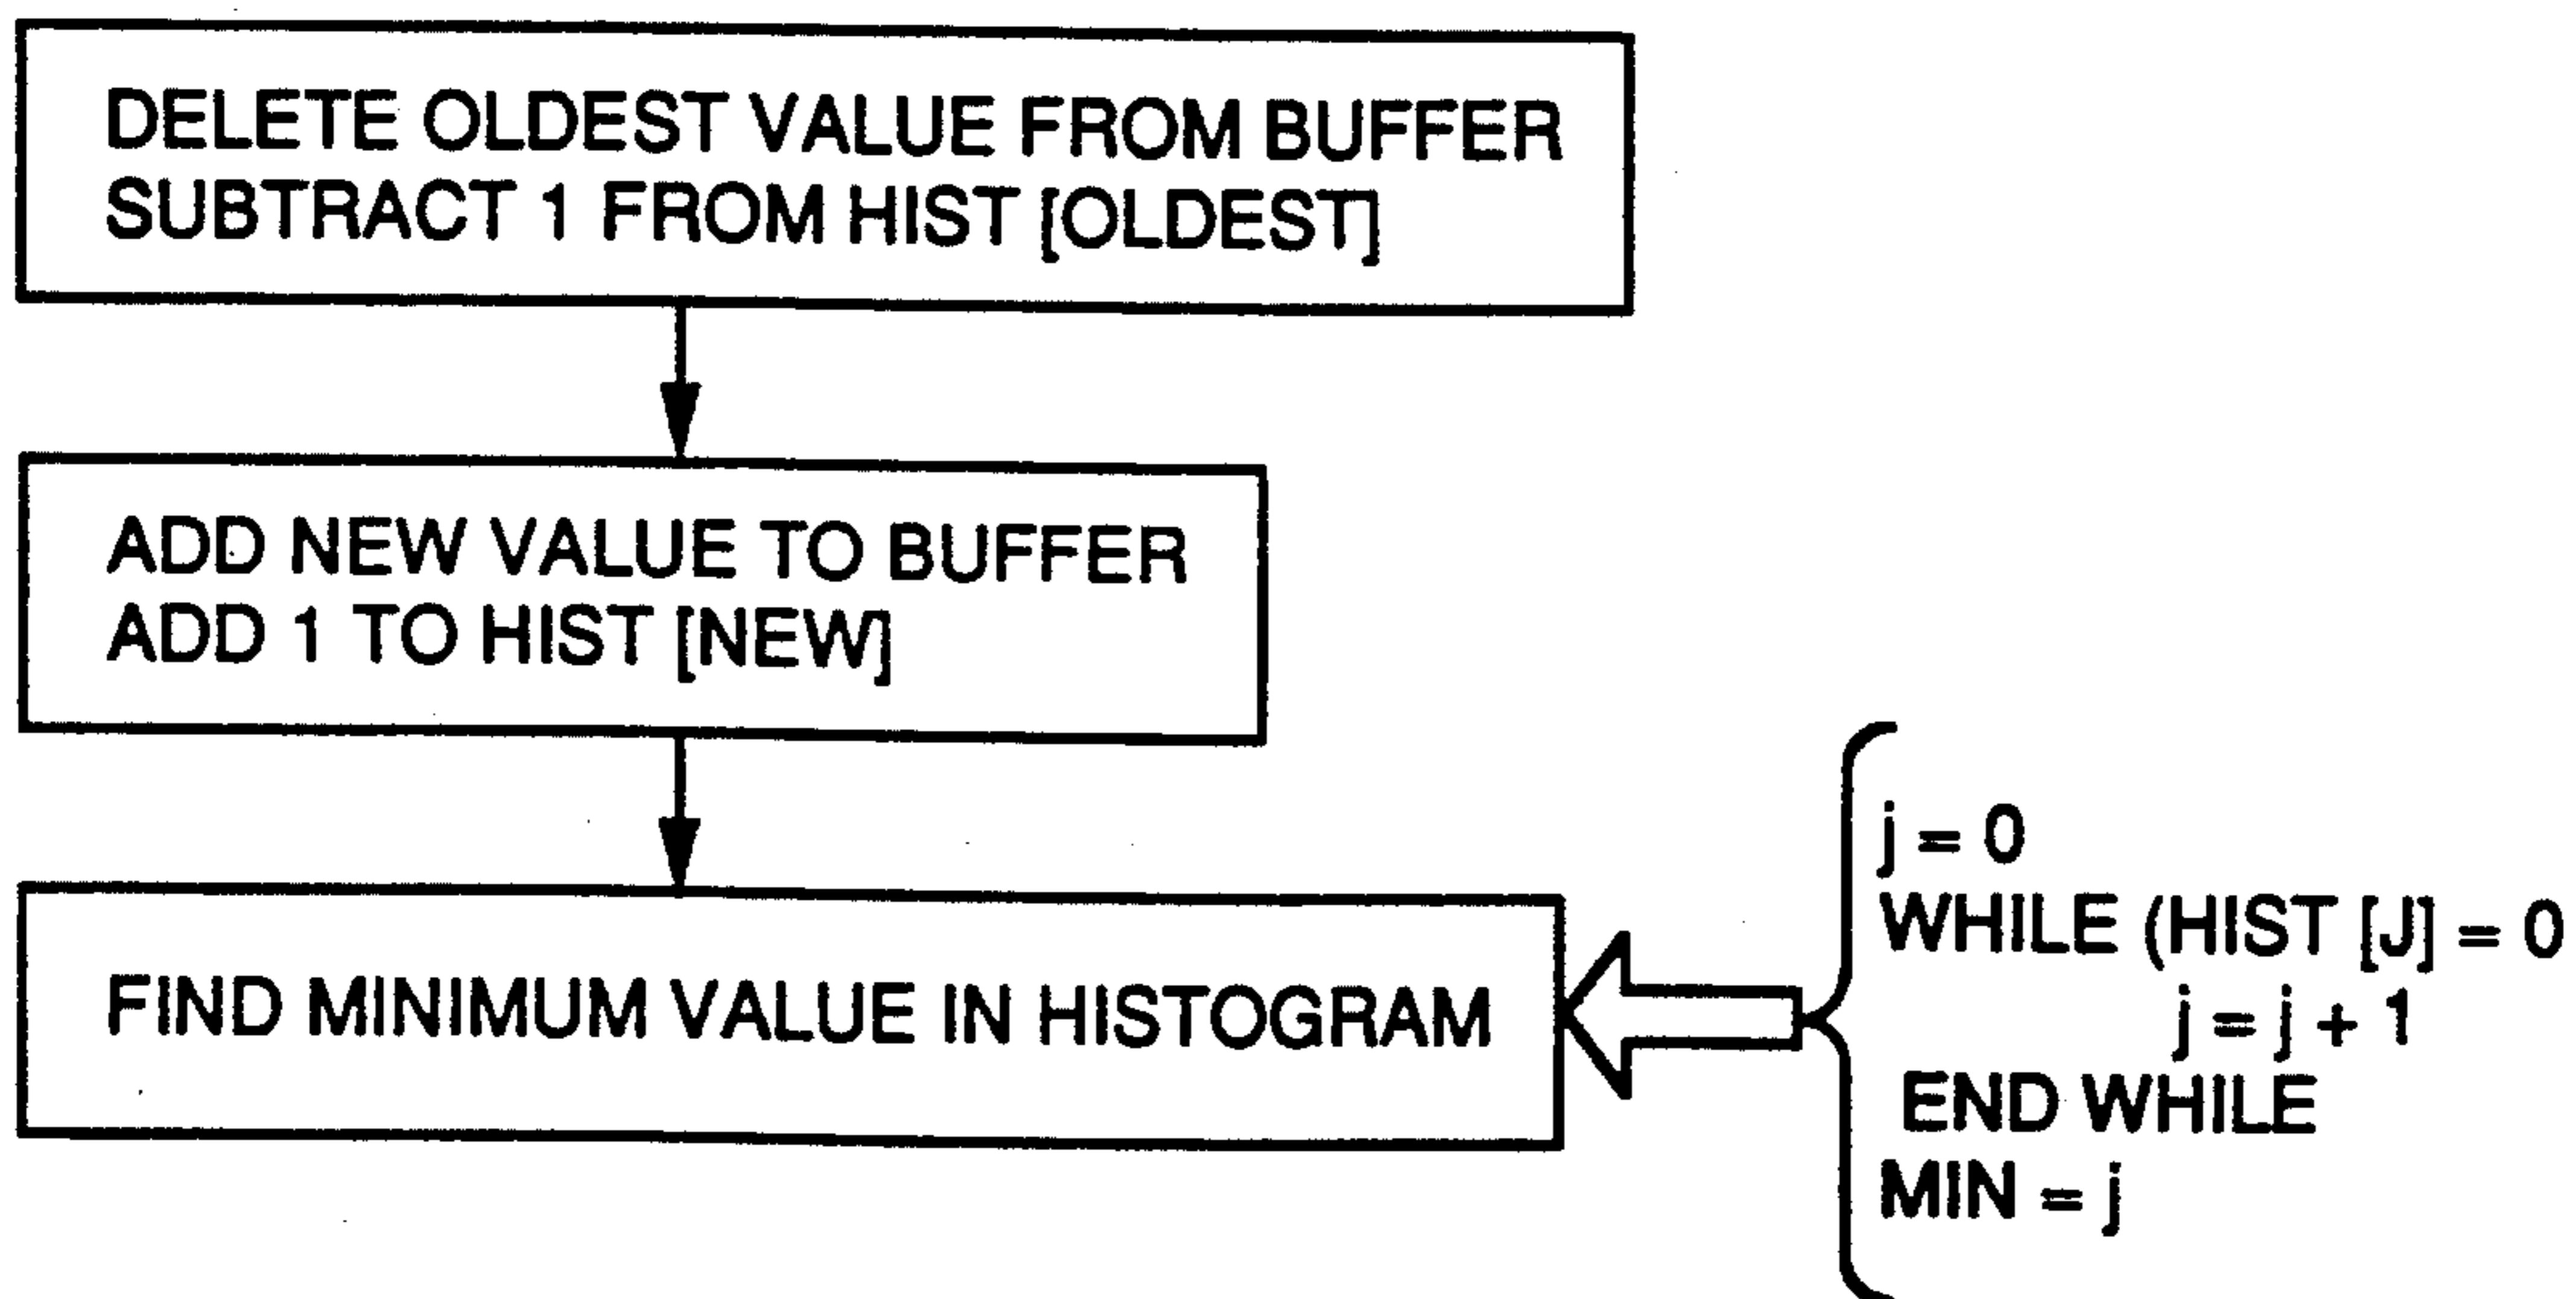 DELETE OLDEST VALUE FROM BUFFER
SUBTRACT 1 FROM HIST [OLDEST]
ADD NEW VALUE TO BUFFER
ADD 1 TO HIST [NEW]
FIND MINIMUM VALUE IN HISTOGRAM
j = 0
WHILE (HIST [J] = 0
j = j + 1
END WHILE
MIN = j